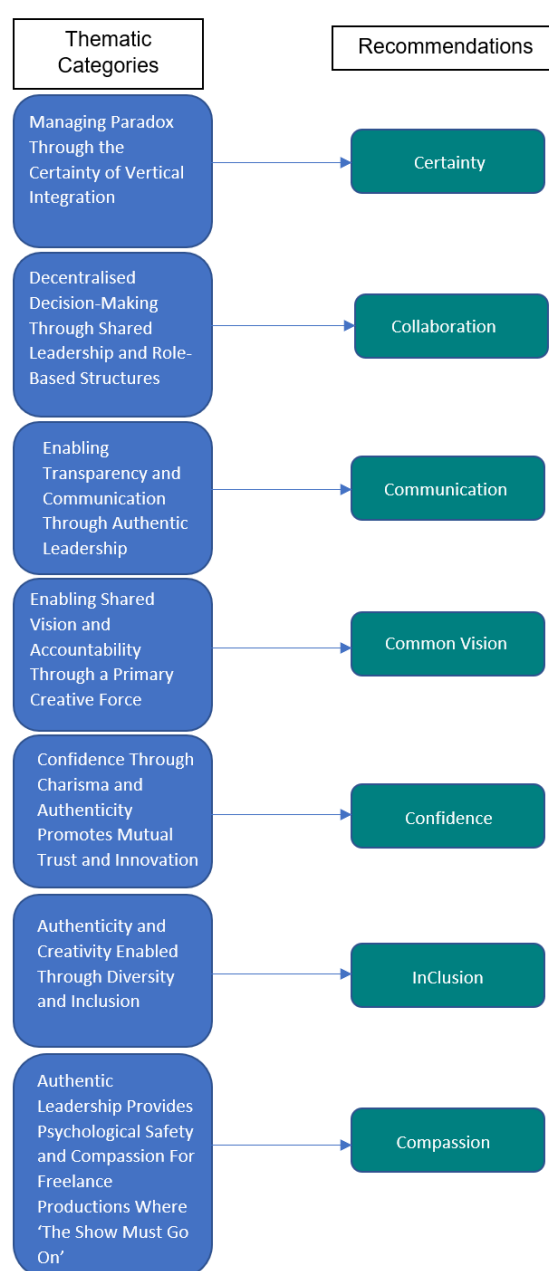 Thematic
Categories
Recommendations
Managing Paradox
Through the
Certainty of Vertical
Integration
Certainty
Decentralised
Decision-Making
Through Shared
Leadership and Role-
Based Structures
Collaboration
Enabling
Transparency and
Communication
Through Authentic
Leadership
Communication
Enabling Shared
Vision and
Accountability
Through a Primary
Creative Force
Common Vision
Confidence Through
Charisma and
Authenticity
Promotes Mutual
Trust and Innovation
Confidence
Authenticity and
Creativity Enabled
Through Diversity
and Inclusion
InClusion
Authentic
Leadership Provides
Psychological Safety
and Compassion For
Freelance
Productions Where
‘The Show Must Go
On’
Compassion